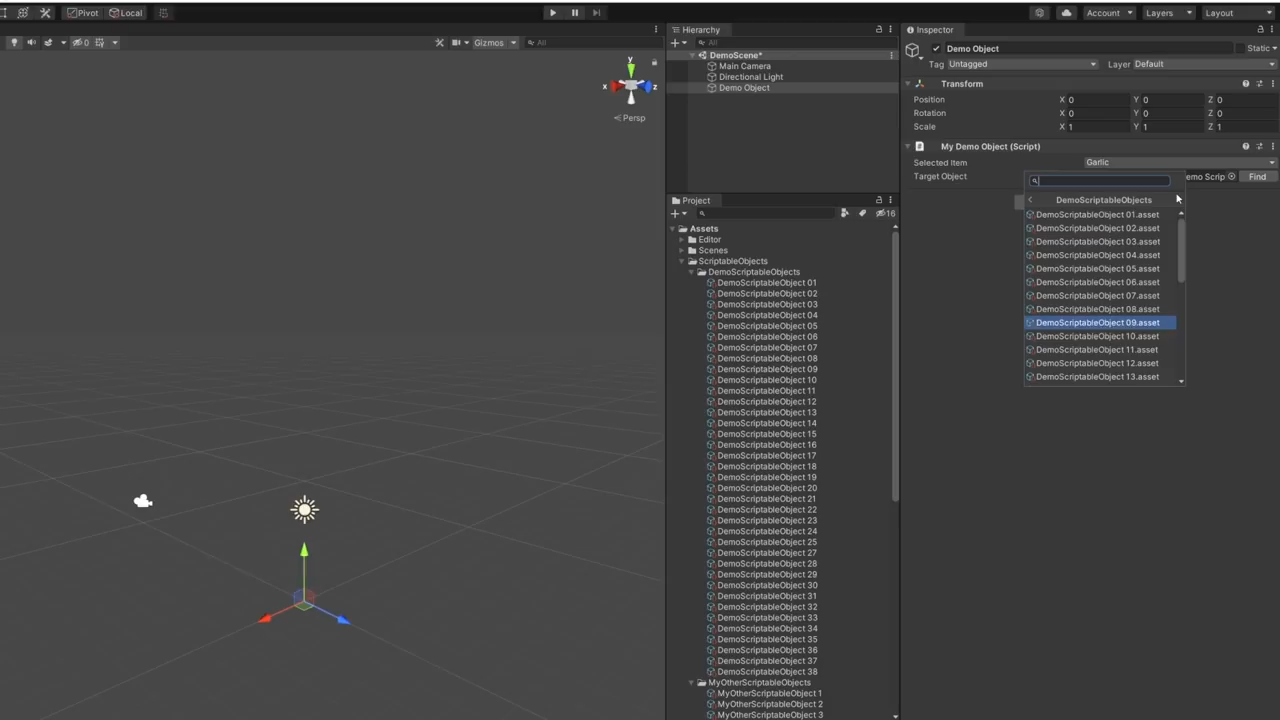 Pivot Local
Account Layers Layout
0 Gizmos All
y
x z
Persp
Hierarchy
All
DemoScene*
Main Camera
Directional Light
Demo Object
Project
16
Assets
Editor
Scenes
ScriptableObjects
DemoScriptableObjects
DemoScriptableObject 01
DemoScriptableObject 02
DemoScriptableObject 03
DemoScriptableObject 04
DemoScriptableObject 05
DemoScriptableObject 06
DemoScriptableObject 07
DemoScriptableObject 08
DemoScriptableObject 09
DemoScriptableObject 10
DemoScriptableObject 11
DemoScriptableObject 12
DemoScriptableObject 13
DemoScriptableObject 14
DemoScriptableObject 15
DemoScriptableObject 16
DemoScriptableObject 17
DemoScriptableObject 18
DemoScriptableObject 19
DemoScriptableObject 20
DemoScriptableObject 21
DemoScriptableObject 22
DemoScriptableObject 23
DemoScriptableObject 24
DemoScriptableObject 25
DemoScriptableObject 27
DemoScriptableObject 28
DemoScriptableObject 29
DemoScriptableObject 30
DemoScriptableObject 31
DemoScriptableObject 32
DemoScriptableObject 33
DemoScriptableObject 34
DemoScriptableObject 35
DemoScriptableObject 36
DemoScriptableObject 37
DemoScriptableObject 38
MyOtherScriptableObjects
MyOtherScriptableObject 1
MyOtherScriptableObject 2
MyOtherScriptableObject 3
Inspector
Demo Object Static
Tag Untagged Layer Default
Transform
Position X 0 Y 0 Z 0
Rotation X 0 Y 0 Z 0
Scale X 1 Y 1 Z 1
My Demo Object (Script)
Selected Item Garlic
Target Object emo Scrip Find
DemoScriptableObjects
DemoScriptableObject 01.asset
DemoScriptableObject 02.asset
DemoScriptableObject 03.asset
DemoScriptableObject 04.asset
DemoScriptableObject 05.asset
DemoScriptableObject 06.asset
DemoScriptableObject 07.asset
DemoScriptableObject 08.asset
DemoScriptableObject 09.asset
DemoScriptableObject 10.asset
DemoScriptableObject 11.asset
DemoScriptableObject 12.asset
DemoScriptableObject 13.asset